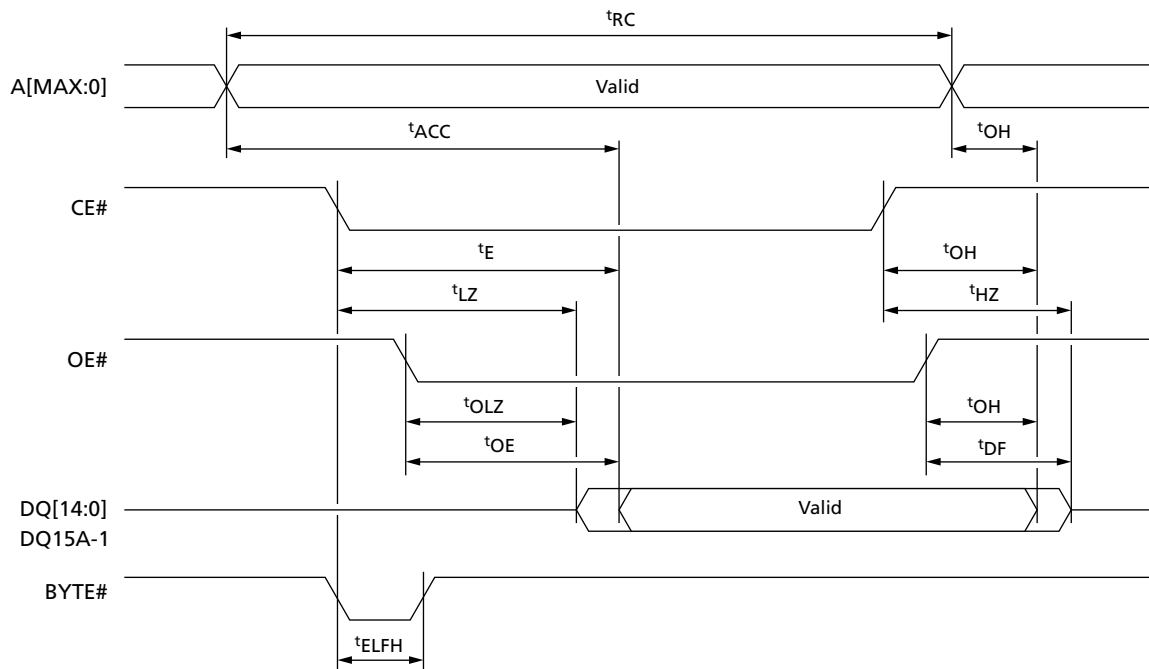 tRC
A[MAX:0]
Valid
tACC
tOH
CE#
tE
tOH
tLZ
tHZ
OE#
tOLZ
tOH
tOE
tDF
DQ[14:0]
Valid
DQ15A-1
BYTE#
tELFH